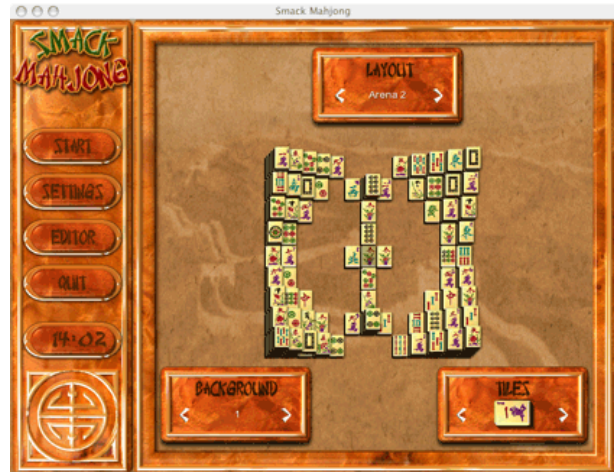 Smack Mahjong
SMACK
MAHJONG
START
SETTINGS
EDITOR
QUIT
14:02
LAYOUT
Arena 2
BACKGROUND
1
TILES